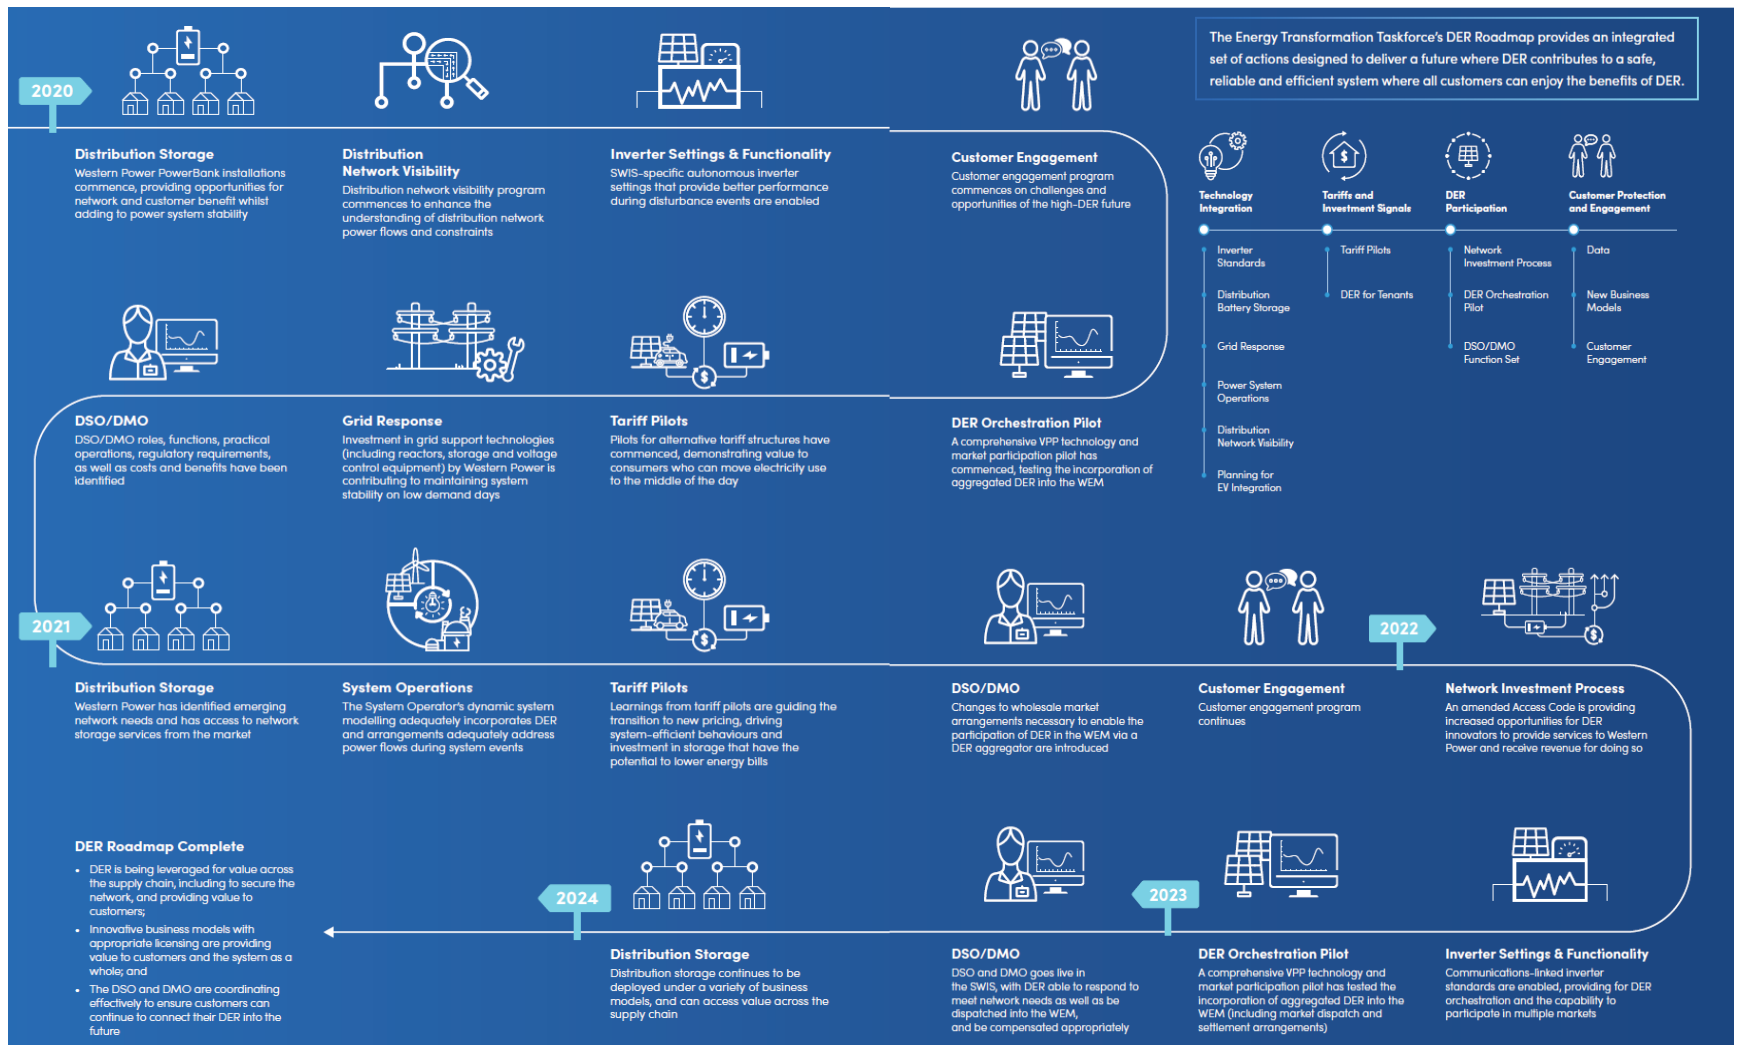 2020
Distribution Storage
Western Power PowerBank installations
commence, providing opportunities for
network and customer benefit whilst
adding to power system stability
Distribution
Network Visibility
Distribution network visibility program
commences to enhance the
understanding of distribution network
power flows and constraints
Inverter Settings & Functionality
SWIS-specific autonomous inverter
settings that provide better performance
during disturbance events are enabled
Customer Engagement
Customer engagement program
commences on challenges and
opportunities of the high-DER future
The Energy Transformation Taskforce's DER Roadmap provides an integrated
set of actions designed to deliver a future where DER contributes to a safe,
reliable and efficient system where all customers can enjoy the benefits of DER.
Technology
Integration
Inverter
Standards
Distribution
Battery Storage
Grid Response
Power System
Operations
Distribution
Network Visibility
Planning for
EV Integration
Tariffs and
Investment Signals
Tariff Pilots
DER for Tenants
DER
Participation
Network
Investment Process
DER Orchestration
Pilot
DSO/DMO
Function Set
Customer Protection
and Engagement
Data
New Business
Models
Customer
Engagement
DSO/DMO
DSO/DMO roles, functions, practical
operations, regulatory requirements,
as well as costs and benefits have been
identified
Grid Response
Investment in grid support technologies
(including reactors, storage and voltage
control equipment) by Western Power is
contributing to maintaining system
stability on low demand days
$
Tariff Pilots
Pilots for alternative tariff structures have
commenced, demonstrating value to
consumers who can move electricity use
to the middle of the day
DER Orchestration Pilot
A comprehensive VPP technology and
market participation pilot has
commenced, testing the incorporation of
aggregated DER into the WEM
2021
Distribution Storage
Western Power has identified emerging
network needs and has access to network
storage services from the market
System Operations
The System Operator's dynamic system
modelling adequately incorporates DER
and arrangements adequately address
power flows during system events
$
Tariff Pilots
Learnings from tariff pilots are guiding the
transition to new pricing, driving
system-efficient behaviours and
investment in storage that have the
potential to lower energy bills
DSO/DMO
Changes to wholesale market
arrangements necessary to enable the
participation of DER in the WEM via a
DER aggregator are introduced
Customer Engagement
Customer engagement program
continues
2022
$
Network Investment Process
An amended Access Code is providing
increased opportunities for DER
innovators to provide services to Western
Power and receive revenue for doing so
Inverter Settings & Functionality
Communications-linked inverter
standards are enabled, providing for DER
orchestration and the capability to
participate in multiple markets
DER Orchestration Pilot
A comprehensive VPP technology and
market participation pilot has tested the
incorporation of aggregated DER into the
WEM (including market dispatch and
settlement arrangements)
2023
DSO/DMO
DSO and DMO goes live in
the SWIS, with DER able to respond to
meet network needs as well as be
dispatched into the WEM,
and be compensated appropriately
Distribution Storage
Distribution storage continues to be
deployed under a variety of business
models, and can access value across the
supply chain
2024
DER Roadmap Complete
• DER is being leveraged for value across
the supply chain, including to secure the
network, and providing value to
customers;
• Innovative business models with
appropriate licensing are providing
value to customers and the system as a
whole; and
• The DSO and DMO are coordinating
effectively to ensure customers can
continue to connect their DER into the
future